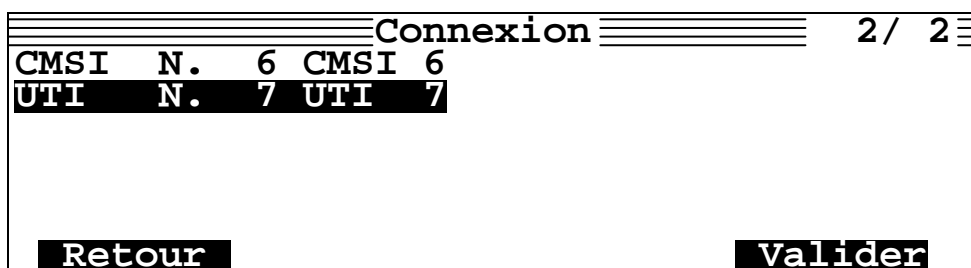 Connexion 2/ 2
CMSI N. 6 CMSI 6
UTI N. 7 UTI 7
Retour Valider